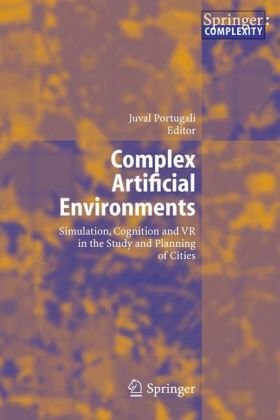 Springer:
COMPLEXITY
Juval Portugali
Editor
Complex
Artificial
Environments
Simulation, Cognition and VR
in the Study and Planning
of Cities
Springer